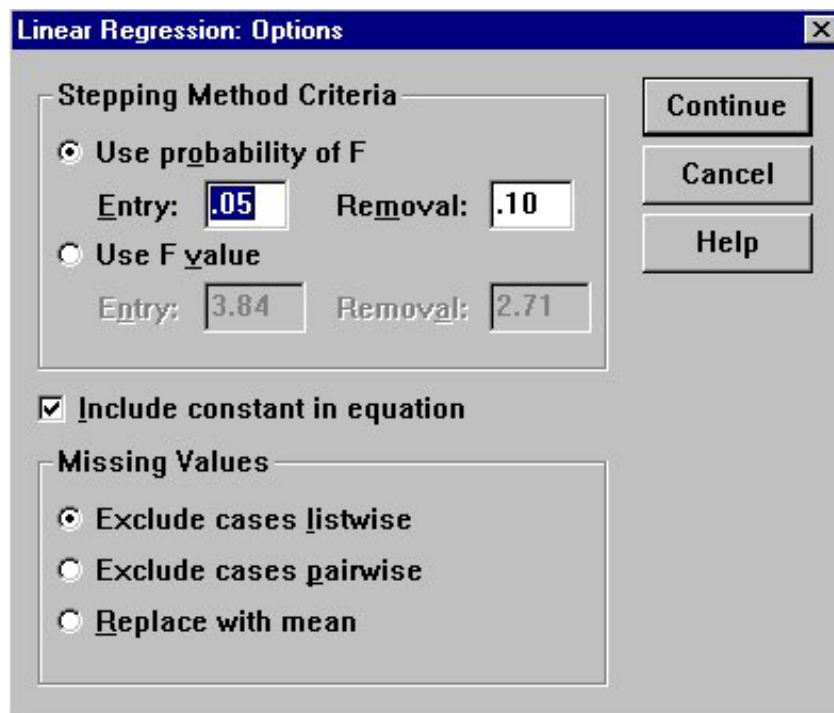 Linear Regression: Options
Stepping Method Criteria
Use probability of F
Entry: .05 Removal: .10
Use F value
Entry: 3.84 Removal: 2.71
Include constant in equation
Missing Values
Exclude cases listwise
Exclude cases pairwise
Replace with mean
Continue
Cancel
Help